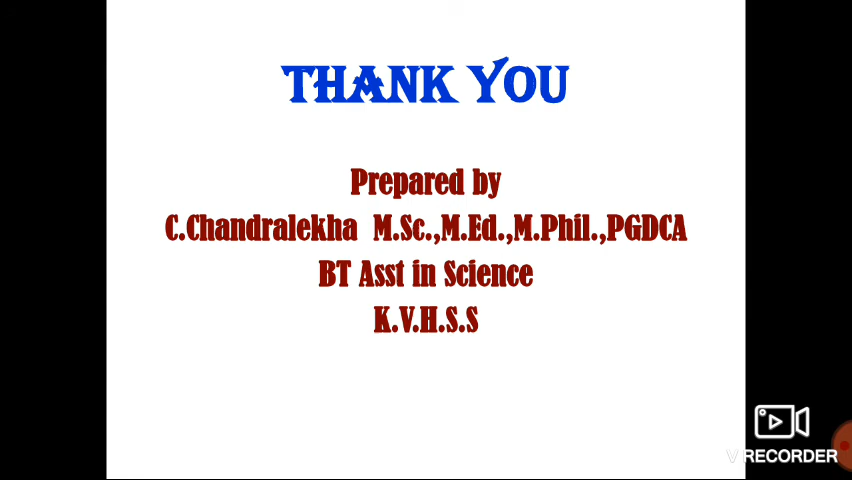 THANK YOU
Prepared by
C.Chandralekha M.Sc.,M.Ed.,M.Phil.,PGDCA
BT Asst in Science
K.V.H.S.S
V RECORDER